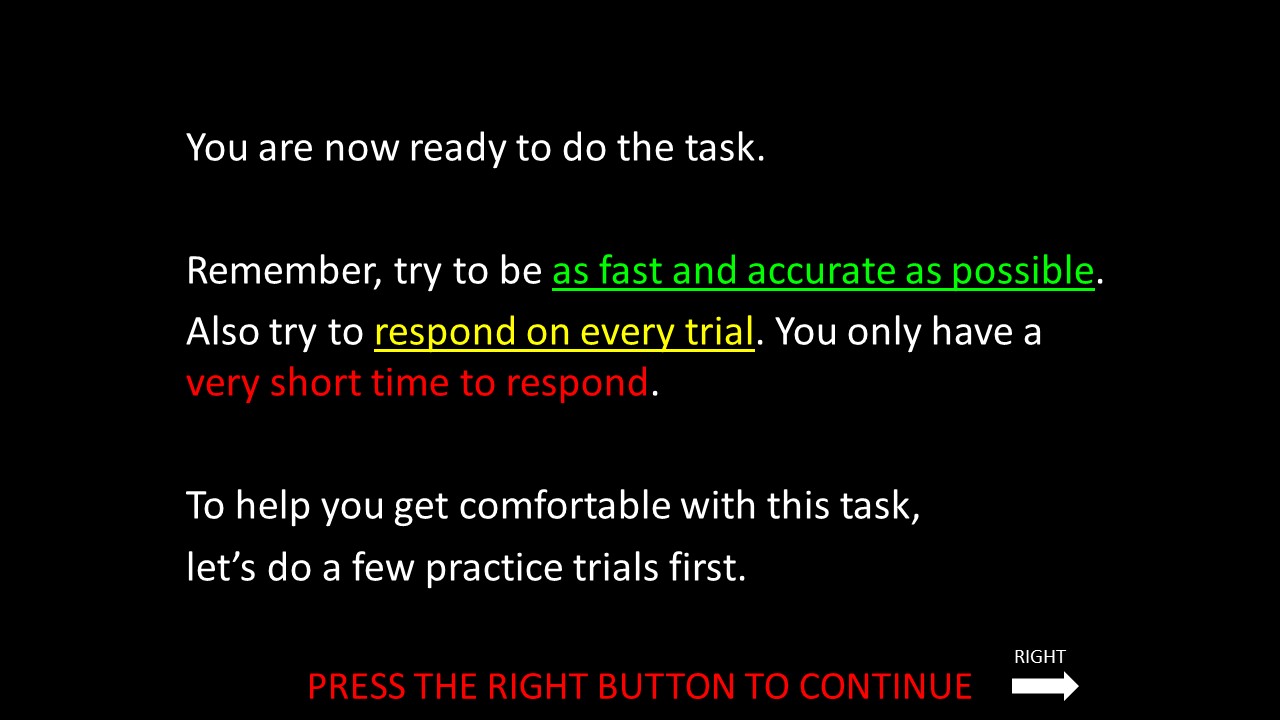 You are now ready to do the task.
Remember, try to be as fast and accurate as possible.
Also try to respond on every trial. You only have a
very short time to respond.
To help you get comfortable with this task,
let’s do a few practice trials first.
RIGHT
PRESS THE RIGHT BUTTON TO CONTINUE